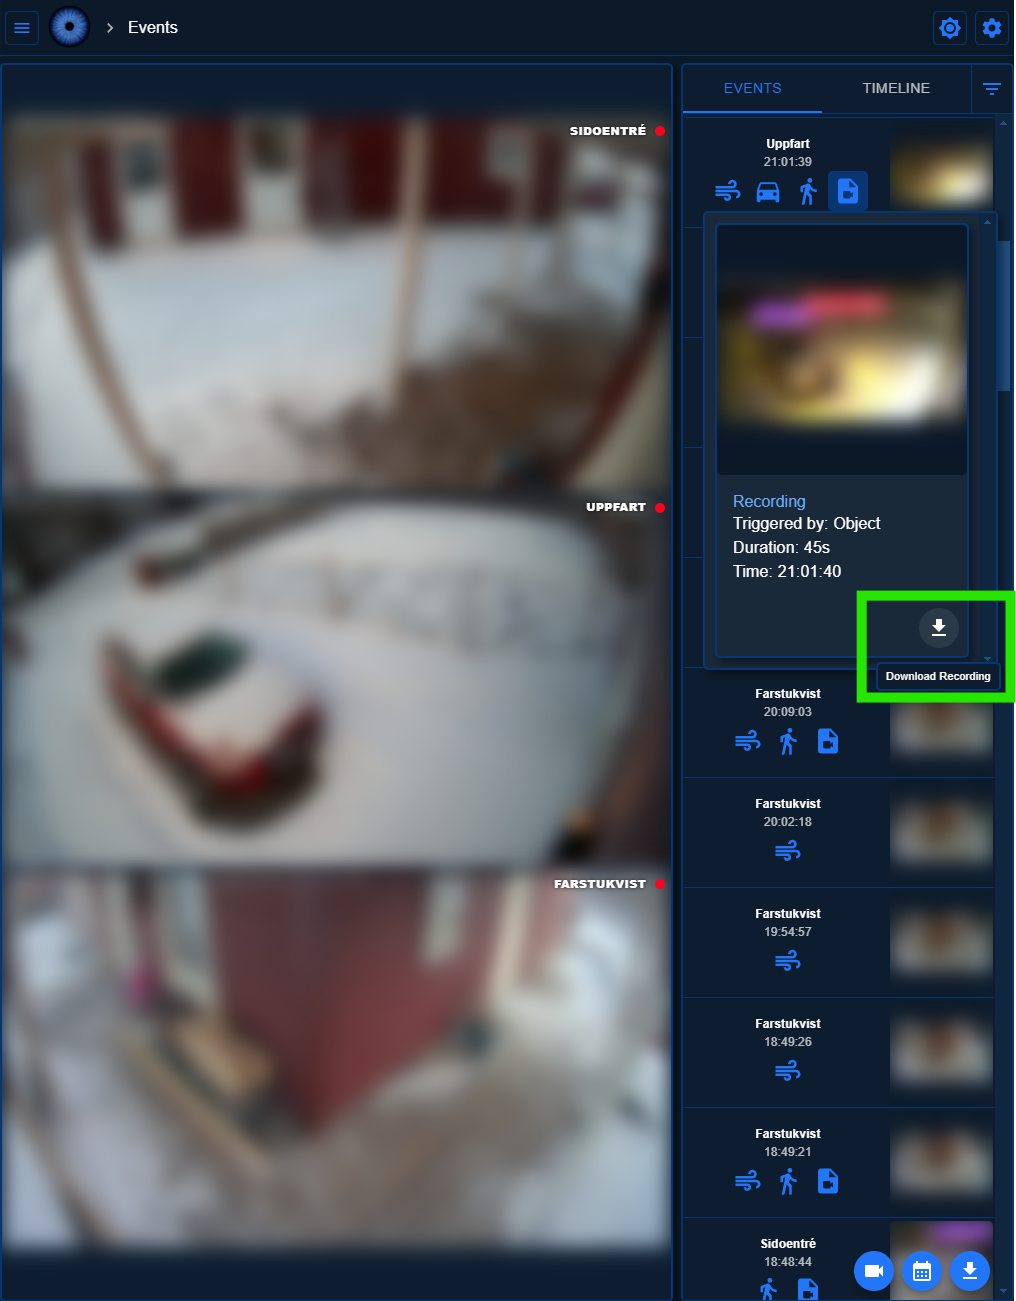 Events
SIDOENTRÉ
UPPFART
FARSTUKVIST
EVENTS
TIMELINE
Uppfart
21:01:39
Recording
Triggered by: Object
Duration: 45s
Time: 21:01:40
Download Recording
Farstukvist
20:09:03
Farstukvist
20:02:18
Farstukvist
19:54:57
Farstukvist
18:49:26
Farstukvist
18:49:21
Sidoentré
18:48:44